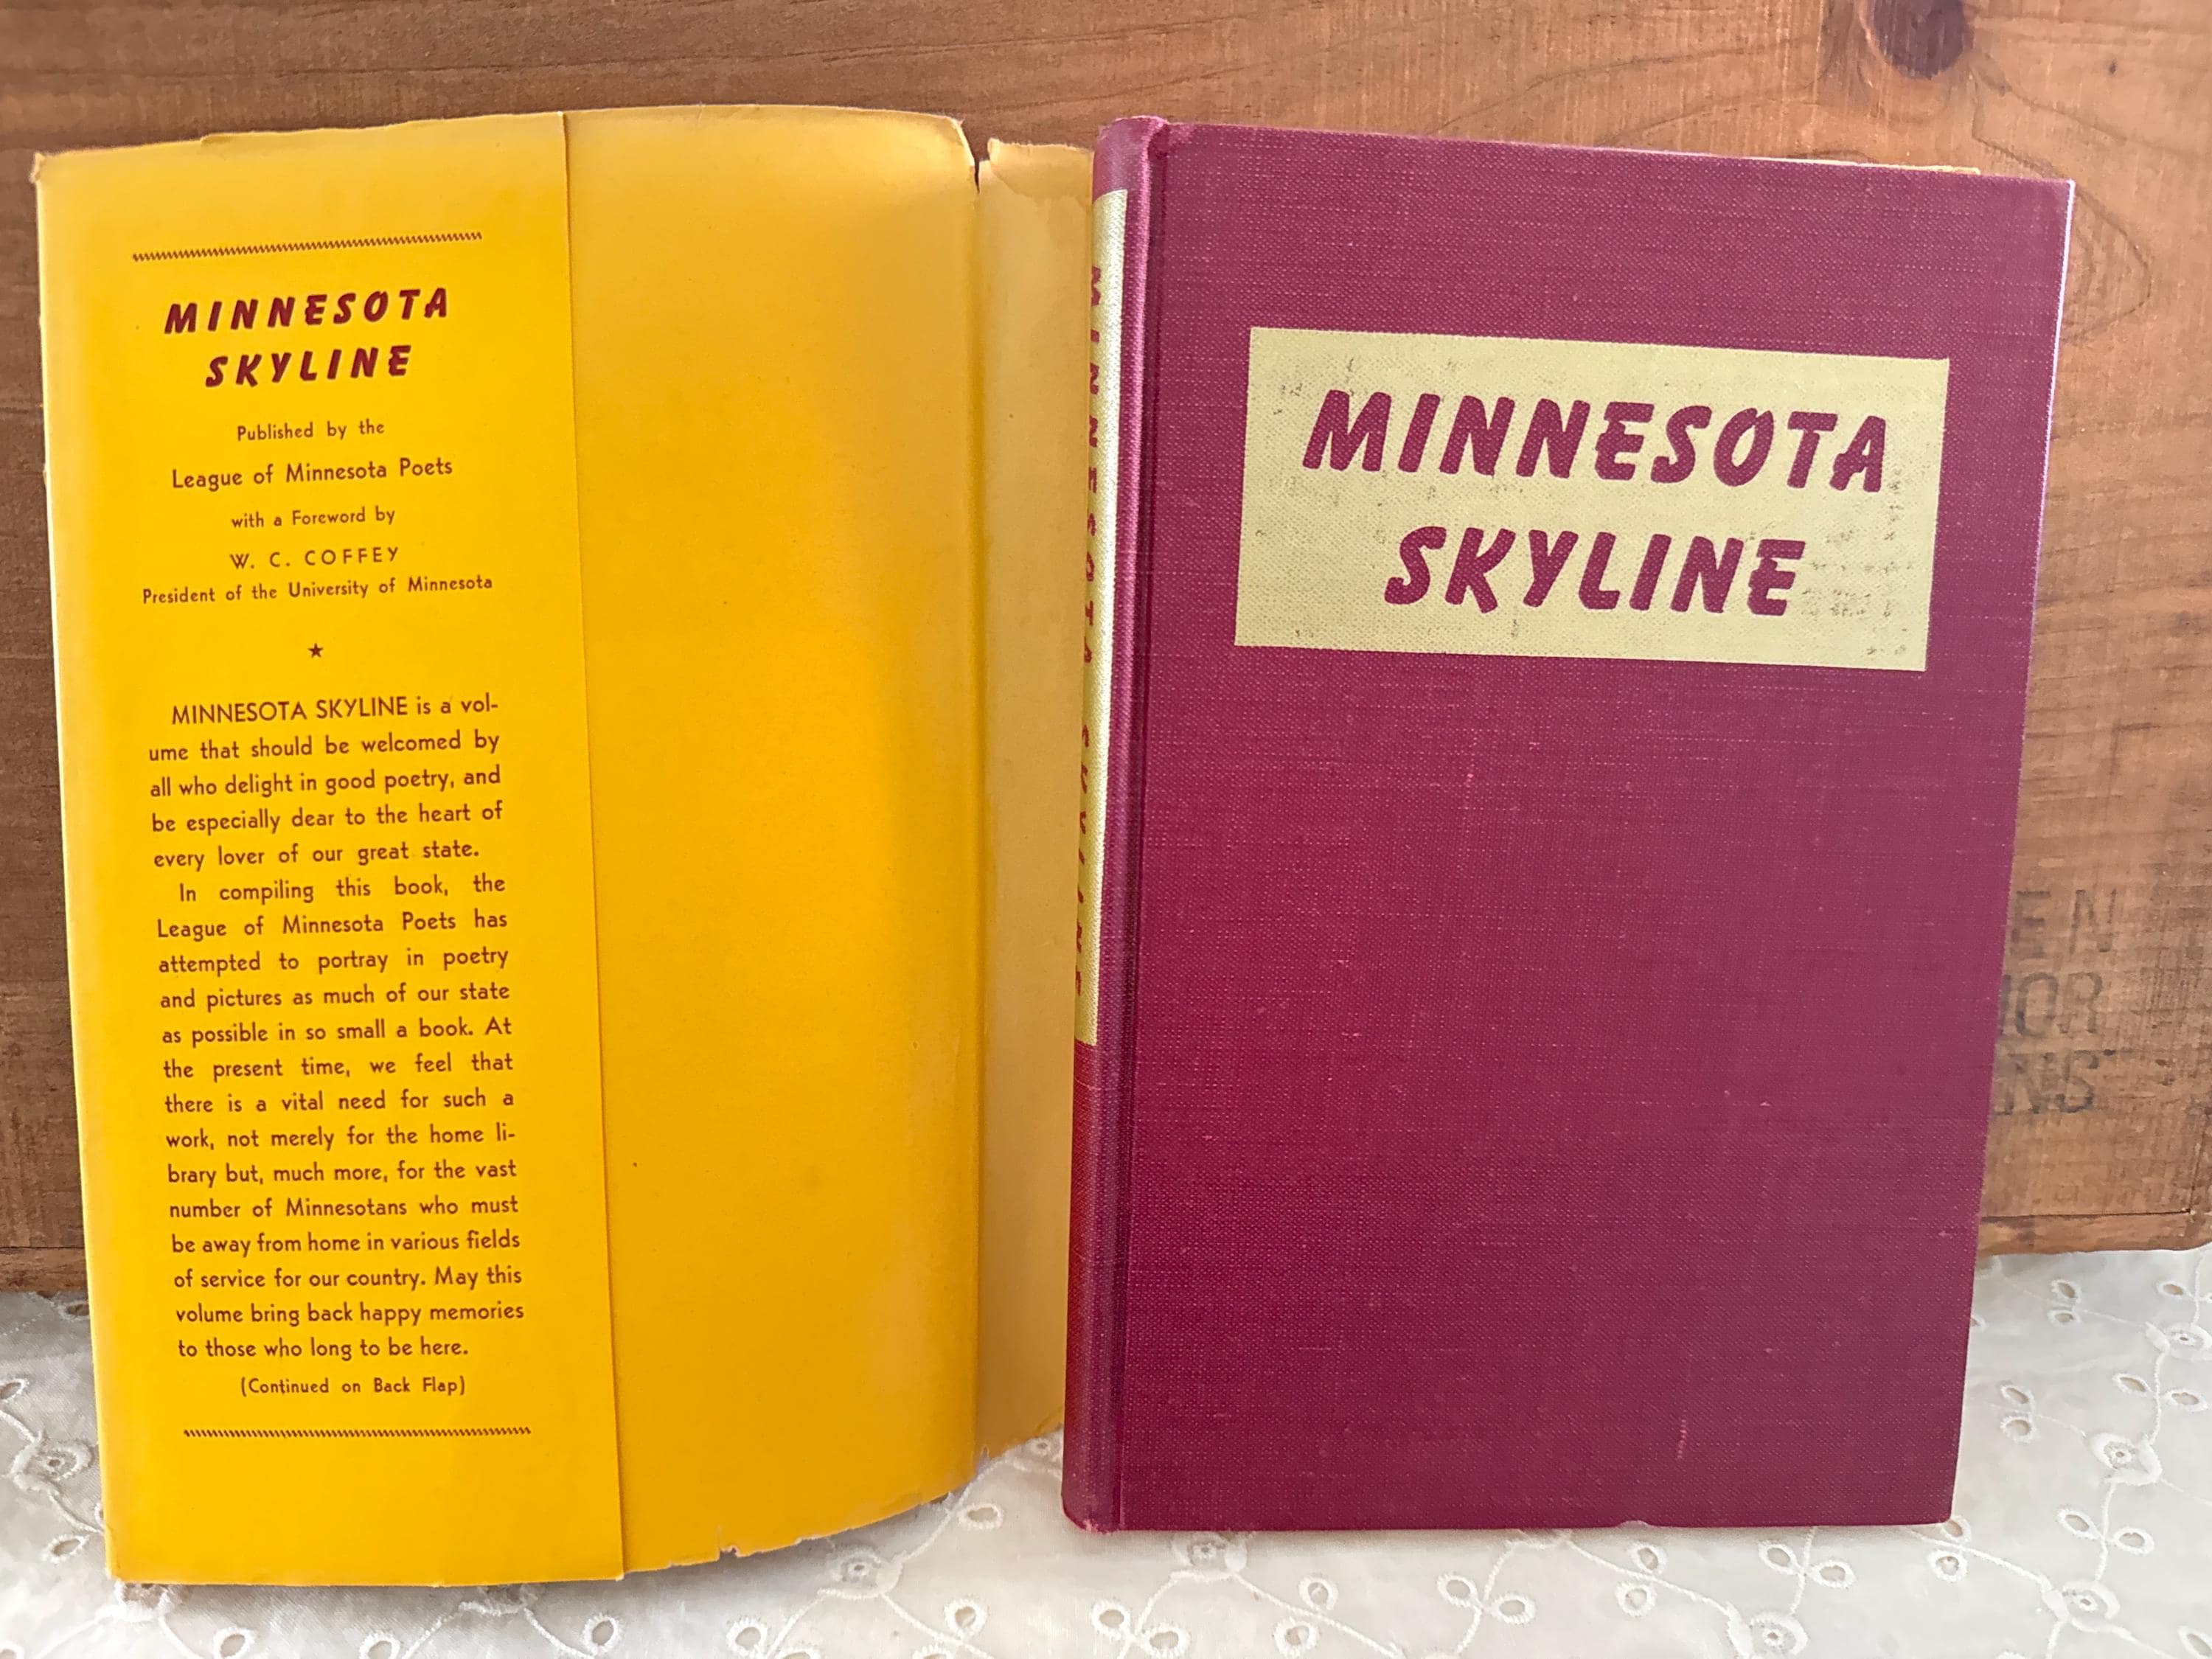 MINNESOTA
SKYLINE
Published by the
League of Minnesota Poets
with a Foreword by
W. C. COFFEY
President of the University of Minnesota
MINNESOTA SKYLINE is a vol-
ume that should be welcomed by
all who delight in good poetry, and
be especially dear to the heart of
every lover of our great state.
In compiling this book, the
League of Minnesota Poets has
attempted to portray in poetry
and pictures as much of our state
as possible in so small a book. At
the present time, we feel that
there is a vital need for such a
work, not merely for the home li-
brary but, much more, for the vast
number of Minnesotans who must
be away from home in various fields
of service for our country. May this
volume bring back happy memories
to those who long to be here.
(Continued on Back Flap)
MINNESOTA SKYLINE
MINNESOTA
SKYLINE